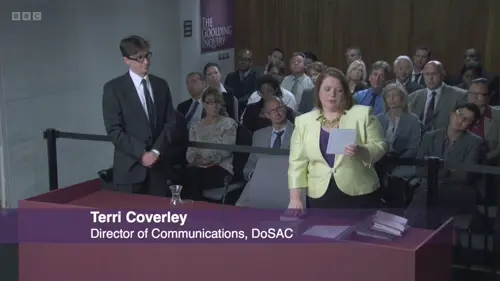 BBC
THE
GOOLDING
INQUIRY
Terri Coverley
Director of Communications, DoSAC